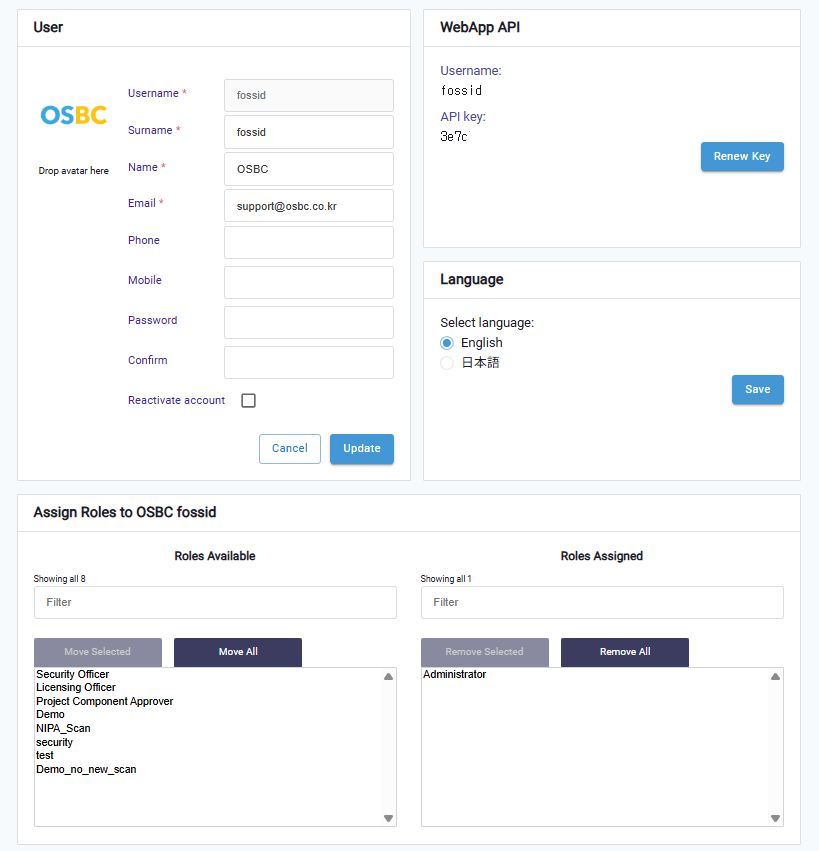 User
OSBC
Drop avatar here
Username *
fossid
Surname *
fossid
Name *
OSBC
Email *
support@osbc.co.kr
Phone
Mobile
Password
Confirm
Reactivate account
Cancel
Update
WebApp API
Username:
fossid
API key:
3e7c
Renew Key
Language
Select language:
English
日本語
Save
Assign Roles to OSBC fossid
Roles Available
Showing all 8
Filter
Move Selected
Move All
Security Officer
Licensing Officer
Project Component Approver
Demo
NIPA_Scan
security
test
Demo_no_new_scan
Roles Assigned
Showing all 1
Filter
Remove Selected
Remove All
Administrator